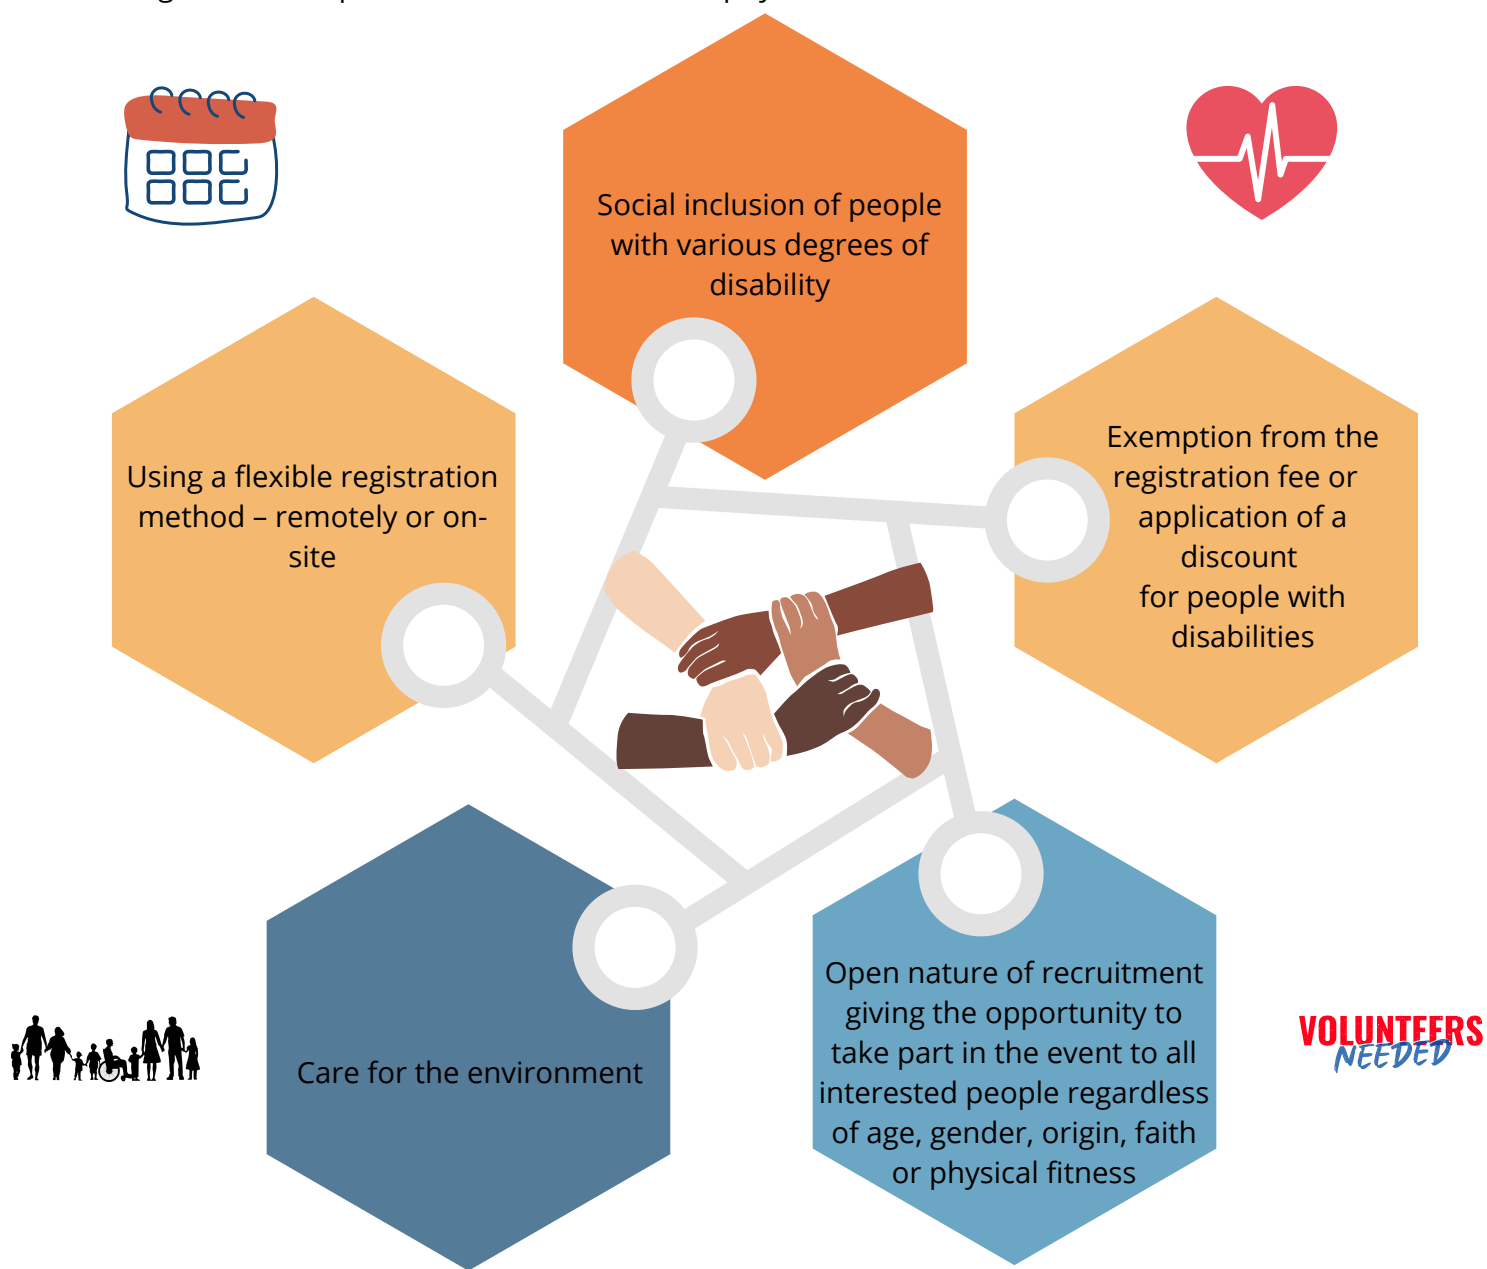 Social inclusion of people
with various degrees of
disability
Using a flexible registration
method – remotely or on-
site
Exemption from the
registration fee or
application of a
discount
for people with
disabilities
Care for the environment
Open nature of recruitment
giving the opportunity to
take part in the event to all
interested people regardless
of age, gender, origin, faith
or physical fitness
VOLUNTEERS
NEEDED